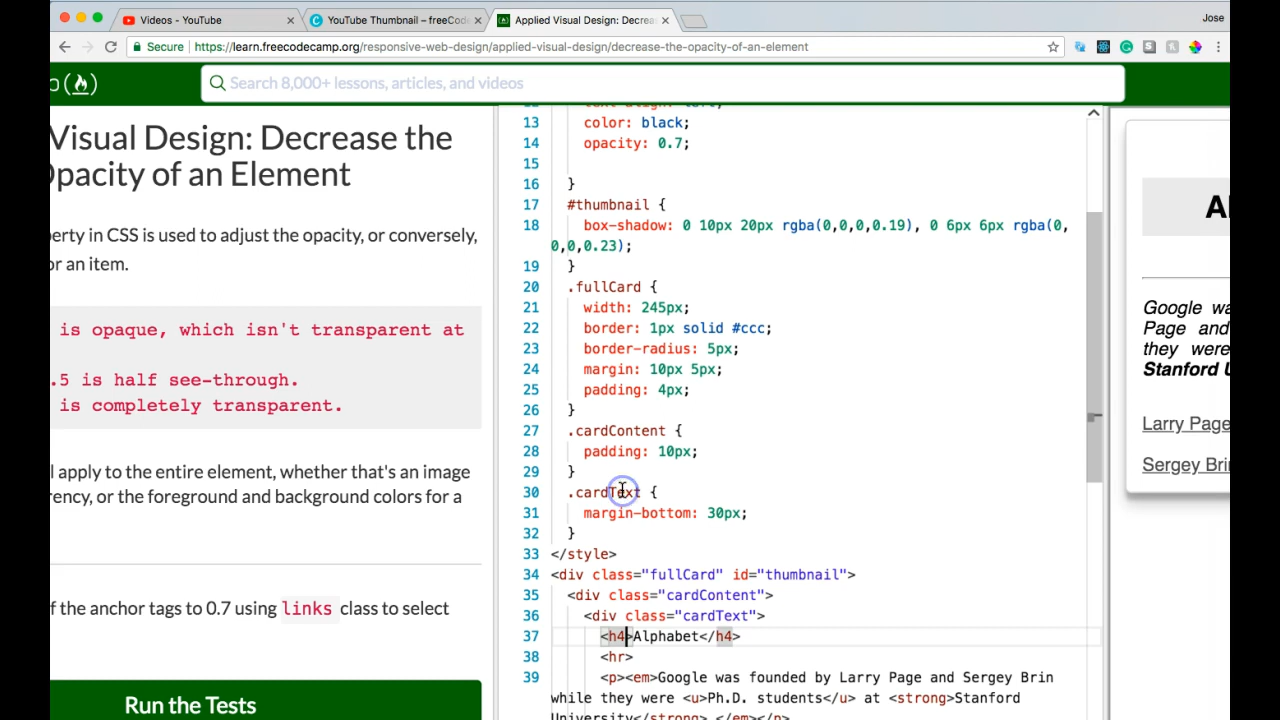 Videos - YouTube
YouTube Thumbnail – freeCode
Applied Visual Design: Decrea
Jose
Secure
https://learn.freecodecamp.org/responsive-web-design/applied-visual-design/decrease-the-opacity-of-an-element
Search 8,000+ lessons, articles, and videos
Visual Design: Decrease the
Opacity of an Element
perty in CSS is used to adjust the opacity, or conversely,
or an item.
is opaque, which isn't transparent at
.5 is half see-through.
is completely transparent.
l apply to the entire element, whether that's an image
rency, or the foreground and background colors for a
f the anchor tags to 0.7 using links class to select
Run the Tests
13 color: black;
14 opacity: 0.7;
15
16 }
17 #thumbnail {
18 box-shadow: 0 10px 20px rgba(0,0,0,0.19), 0 6px 6px rgba(0,
0,0,0.23);
19 }
20 .fullCard {
21 width: 245px;
22 border: 1px solid #ccc;
23 border-radius: 5px;
24 margin: 10px 5px;
25 padding: 4px;
26 }
27 .cardContent {
28 padding: 10px;
29 }
30 .cardText {
31 margin-bottom: 30px;
32 }
33 </style>
34 <div class="fullCard" id="thumbnail">
35 <div class="cardContent">
36 <div class="cardText">
37 <h4>Alphabet</h4>
38 <hr>
39 <p><em>Google was founded by Larry Page and Sergey Brin
while they were <u>Ph.D. students</u> at <strong>Stanford
University</strong>.</em></p>
Al
Google wa
Page and
they were
Stanford U
Larry Page
Sergey Bri